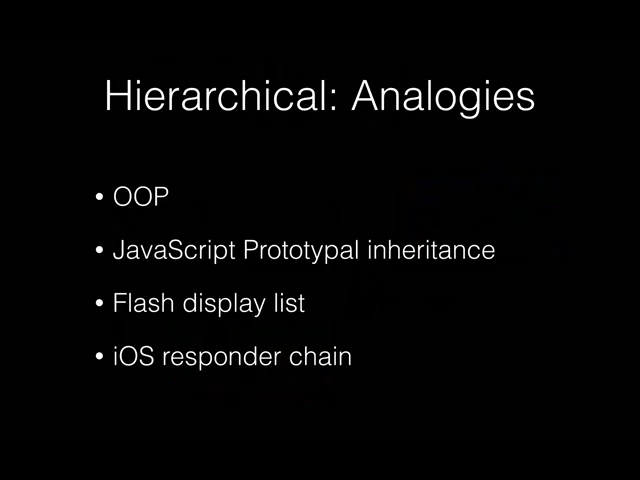 Hierarchical: Analogies
• OOP
• JavaScript Prototypal inheritance
• Flash display list
• iOS responder chain